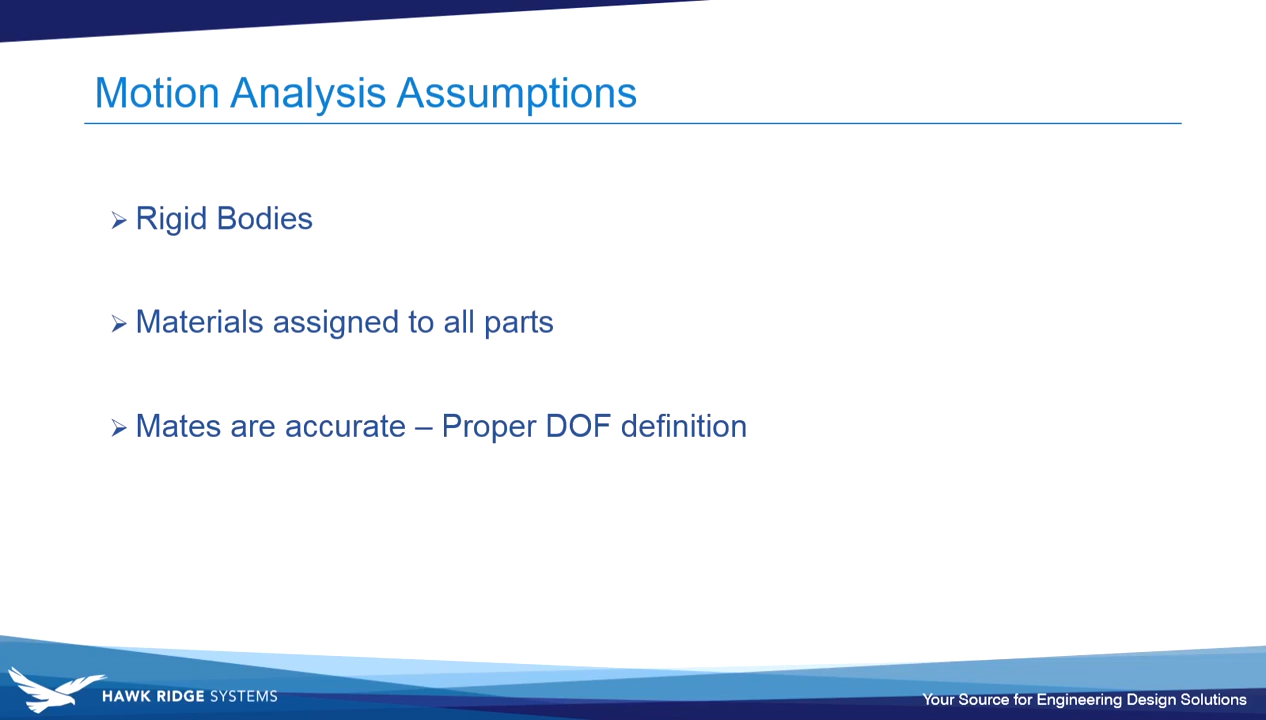 Motion Analysis Assumptions
➢ Rigid Bodies
➢ Materials assigned to all parts
➢ Mates are accurate – Proper DOF definition
HAWK RIDGE SYSTEMS
Your Source for Engineering Design Solutions